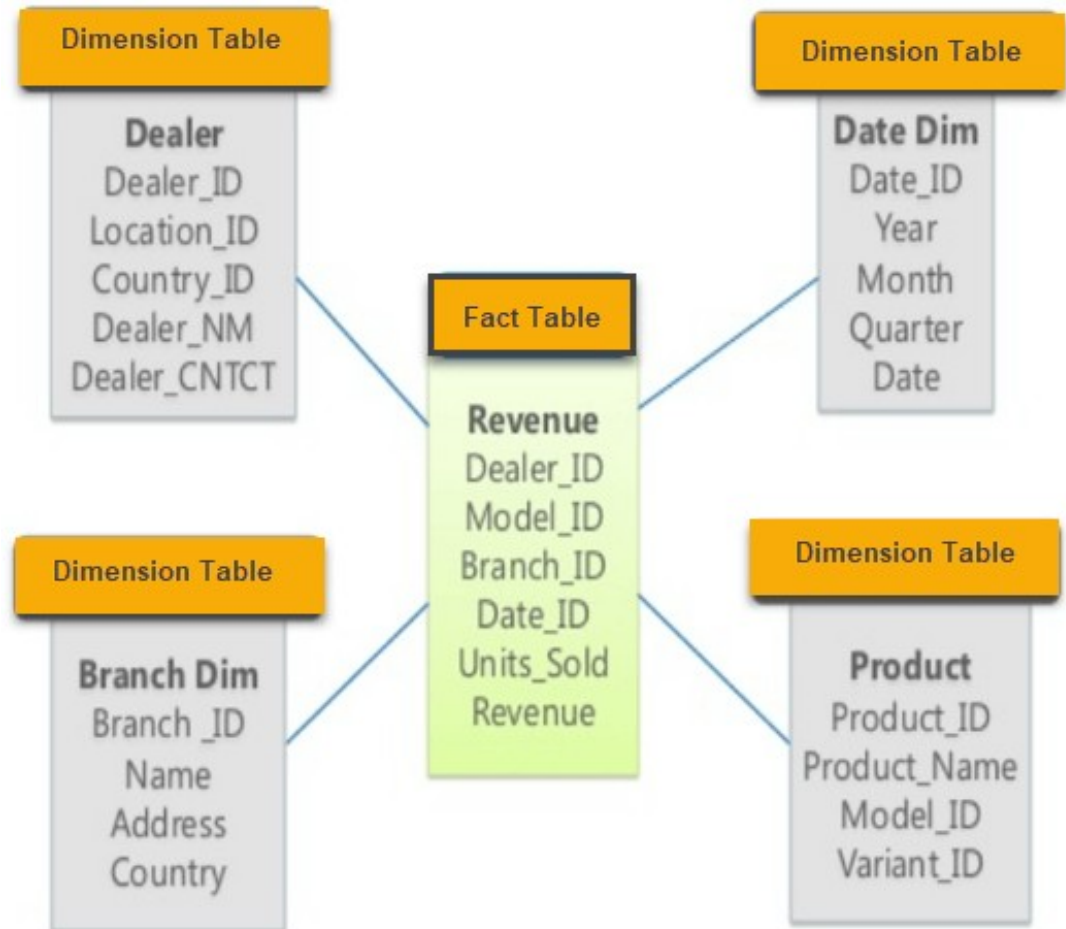 Dimension Table
Dealer
Dealer_ID
Location_ID
Country_ID
Dealer_NM
Dealer_CNTCT
Dimension Table
Date Dim
Date_ID
Year
Month
Quarter
Date
Fact Table
Revenue
Dealer_ID
Model_ID
Branch_ID
Date_ID
Units_Sold
Revenue
Dimension Table
Branch Dim
Branch _ID
Name
Address
Country
Dimension Table
Product
Product_ID
Product_Name
Model_ID
Variant_ID